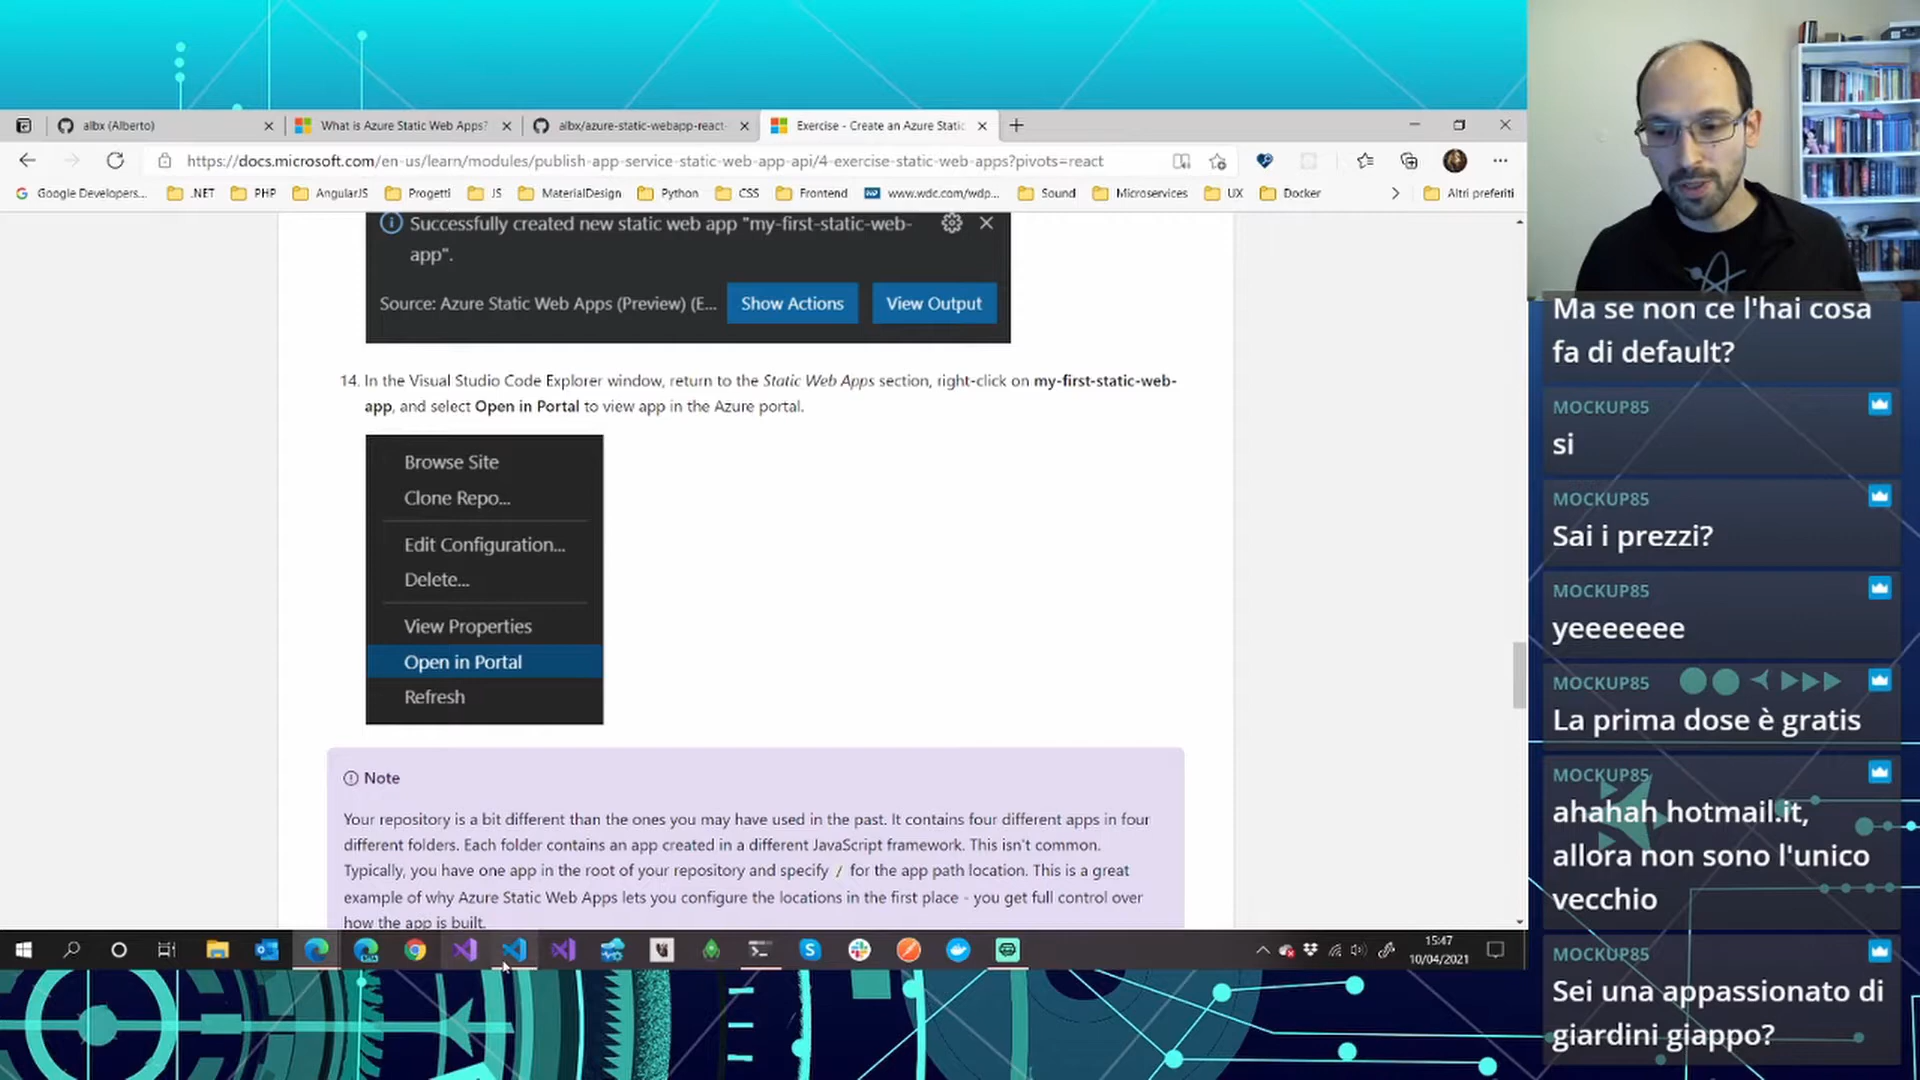 albx (Alberto)
What is Azure Static Web Apps?
albx/azure-static-webapp-react-
Exercise - Create an Azure Static
https://docs.microsoft.com/en-us/learn/modules/publish-app-service-static-web-app-api/4-exercise-static-web-apps?pivots=react
Google Developers...
.NET
PHP
AngularJS
Progetti
JS
MaterialDesign
Python
CSS
Frontend
www.wdc.com/wdp...
Sound
Microservices
UX
Docker
Altri preferiti
Successfully created new static web app "my-first-static-web-
app".
Source: Azure Static Web Apps (Preview) (E...
Show Actions
View Output
14. In the Visual Studio Code Explorer window, return to the Static Web Apps section, right-click on my-first-static-web-
app, and select Open in Portal to view app in the Azure portal.
Browse Site
Clone Repo...
Edit Configuration...
Delete...
View Properties
Open in Portal
Refresh
Note
Your repository is a bit different than the ones you may have used in the past. It contains four different apps in four
different folders. Each folder contains an app created in a different JavaScript framework. This isn't common.
Typically, you have one app in the root of your repository and specify / for the app path location. This is a great
example of why Azure Static Web Apps lets you configure the locations in the first place - you get full control over
how the app is built.
15:47
10/04/2021
Ma se non ce l'hai cosa
fa di default?
MOCKUP85
si
MOCKUP85
Sai i prezzi?
MOCKUP85
yeeeeeee
MOCKUP85
La prima dose è gratis
MOCKUP85
ahahah hotmail.it,
allora non sono l'unico
vecchio
MOCKUP85
Sei una appassionato di
giardini giappo?